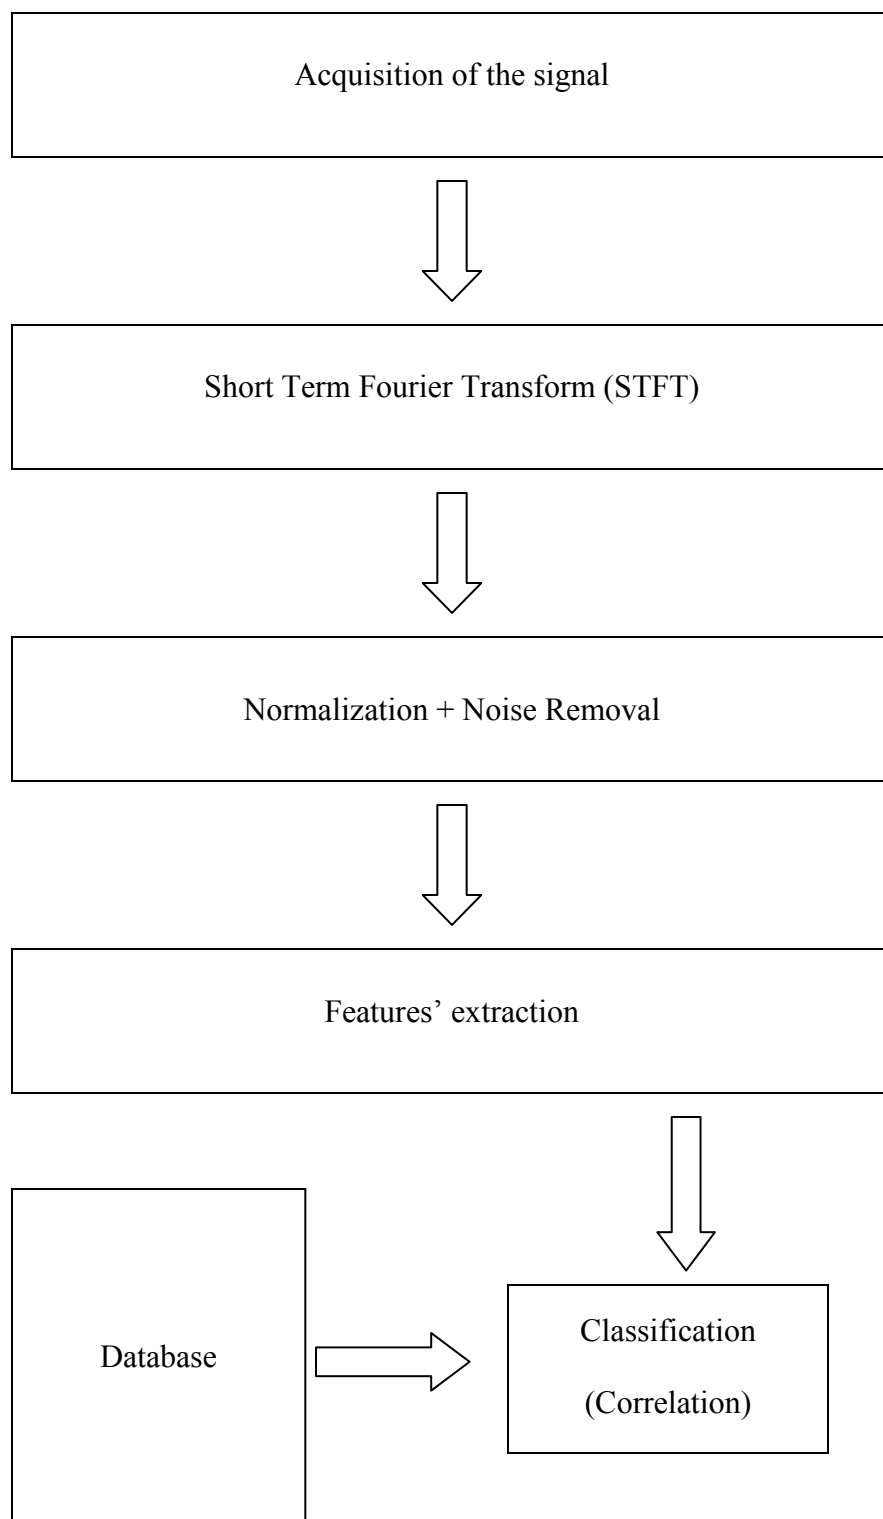 Acquisition of the signal
Short Term Fourier Transform (STFT)
Normalization + Noise Removal
Features’ extraction
Database
Classification
(Correlation)